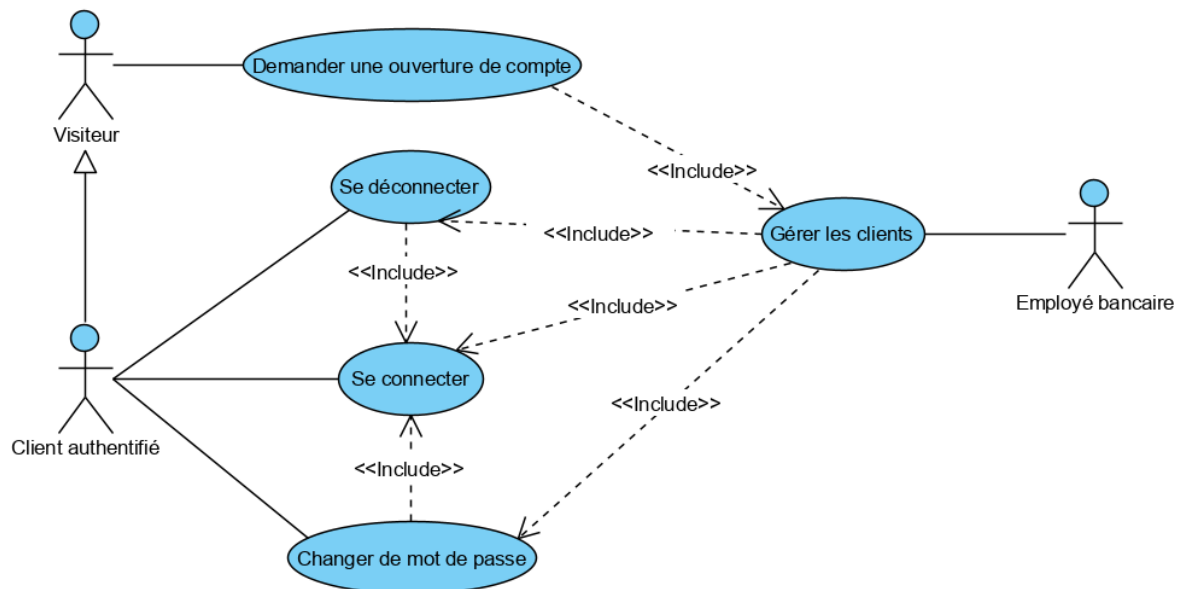 Demander une ouverture de compte
Visiteur
<<Include>>
Se déconnecter
Gérer les clients
<<Include>>
<<Include>>
Employé bancaire
<<Include>>
Se connecter
<<Include>>
Client authentifié
<<Include>>
Changer de mot de passe